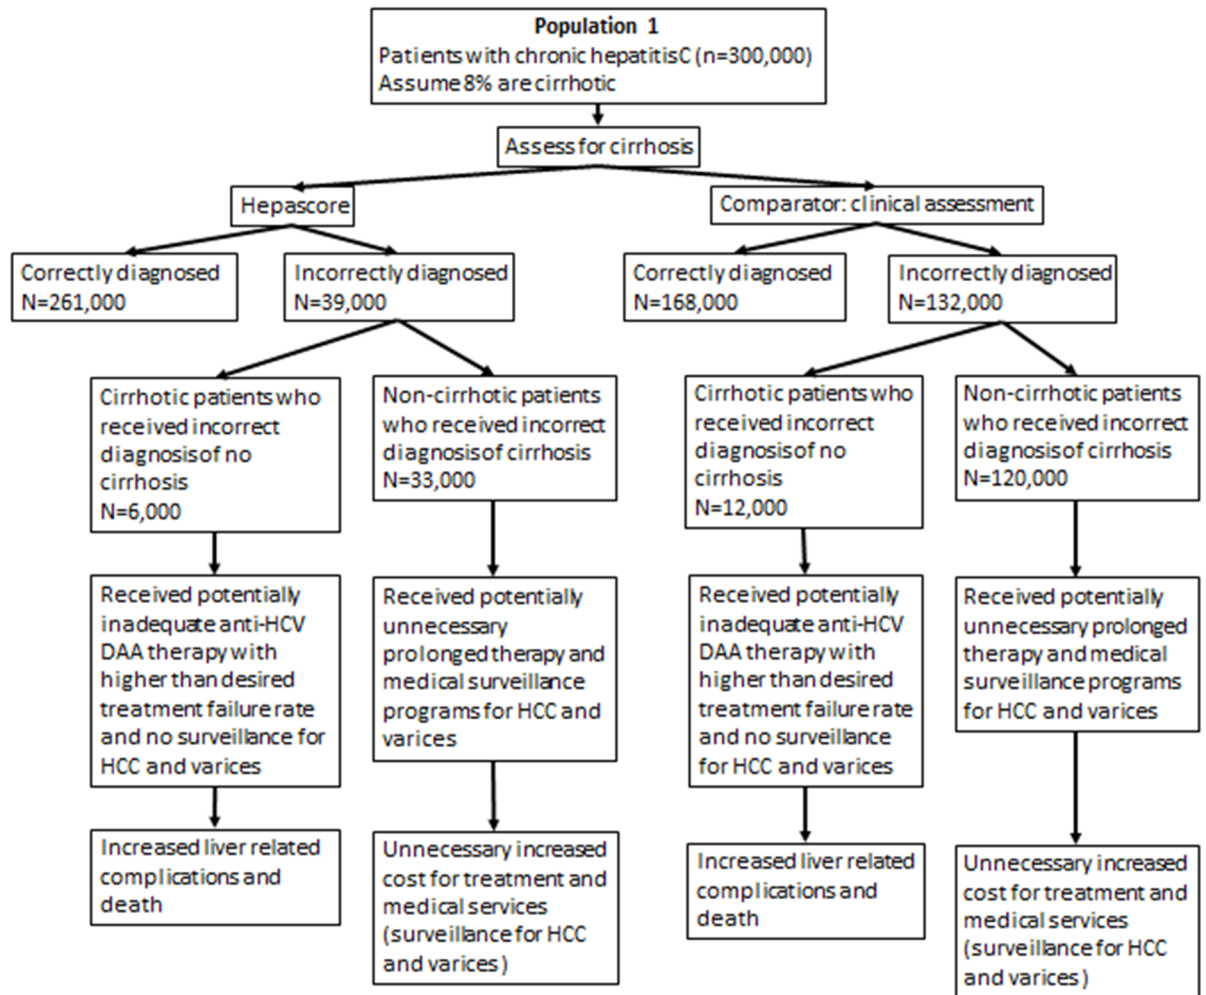 Population 1
Patients with chronic hepatitis C (n=300,000)
Assume 8% are cirrhotic
Assess for cirrhosis
Hepascore
Comparator: clinical assessment
Correctly diagnosed
N=261,000
Incorrectly diagnosed
N=39,000
Correctly diagnosed
N=168,000
Incorrectly diagnosed
N=132,000
Cirrhotic patients who
received incorrect
diagnosis of no
cirrhosis
N=6,000
Non-cirrhotic patients
who received incorrect
diagnosis of cirrhosis
N=33,000
Cirrhotic patients who
received incorrect
diagnosis of no
cirrhosis
N=12,000
Non-cirrhotic patients
who received incorrect
diagnosis of cirrhosis
N=120,000
Received potentially
inadequate anti-HCV
DAA therapy with
higher than desired
treatment failure rate
and no surveillance for
HCC and varices
Received potentially
unnecessary
prolonged therapy and
medical surveillance
programs for HCC and
varices
Received potentially
inadequate anti-HCV
DAA therapy with
higher than desired
treatment failure rate
and no surveillance
for HCC and varices
Received potentially
unnecessary prolonged
therapy and medical
surveillance programs
for HCC and varices
Increased liver related
complications and
death
Unnecessary increased
cost for treatment and
medical services
(surveillance for HCC
and varices)
Increased liver related
complications and
death
Unnecessary increased
cost for treatment and
medical services
(surveillance for HCC
and varices)